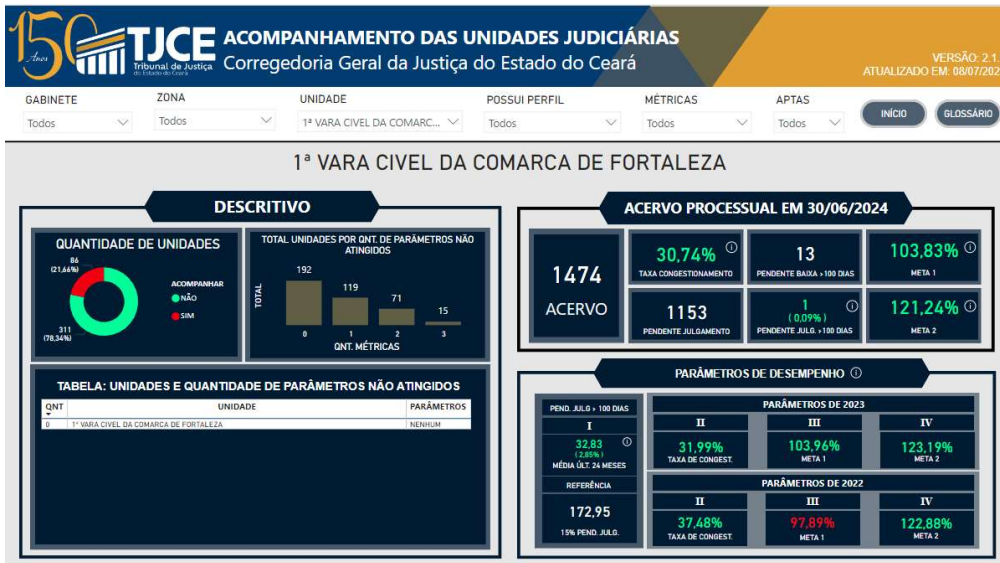 150 Anos
TJCE
Tribunal de Justiça
do Estado do Ceará
ACOMPANHAMENTO DAS UNIDADES JUDICIÁRIAS
Corregedoria Geral da Justiça do Estado do Ceará
VERSÃO: 2.1.
ATUALIZADO EM: 08/07/202
GABINETE
ZONA
UNIDADE
POSSUI PERFIL
MÉTRICAS
APTAS
Todos
Todos
1ª VARA CIVEL DA COMARC...
Todos
Todos
Todos
INÍCIO
GLOSSÁRIO
1ª VARA CIVEL DA COMARCA DE FORTALEZA
DESCRITIVO
QUANTIDADE DE UNIDADES
86
(21,66%)
311
(78,34%)
ACOMPANHAR
NÃO
SIM
TOTAL UNIDADES POR QNT. DE PARÂMETROS NÃO
ATINGIDOS
TOTAL
192
119
71
15
0 1 2 3
QNT. MÉTRICAS
TABELA: UNIDADES E QUANTIDADE DE PARÂMETROS NÃO ATINGIDOS
QNT UNIDADE PARÂMETROS
0 1ª VARA CIVEL DA COMARCA DE FORTALEZA NENHUM
ACERVO PROCESSUAL EM 30/06/2024
1474
ACERVO
30,74%
TAXA CONGESTIONAMENTO
13
PENDENTE BAIXA >100 DIAS
103,83%
META 1
1153
PENDENTE JULGAMENTO
1
(0,09%)
PENDENTE JULG. >100 DIAS
121,24%
META 2
PARÂMETROS DE DESEMPENHO
PEND. JULG > 100 DIAS
I
32,83
(2,85%)
MÉDIA ÚLT. 24 MESES
REFERÊNCIA
172,95
15% PEND. JULG.
PARÂMETROS DE 2023
II III IV
31,99% 103,96% 123,19%
TAXA DE CONGEST. META 1 META 2
PARÂMETROS DE 2022
II III IV
37,48% 97,89% 122,88%
TAXA DE CONGEST. META 1 META 2